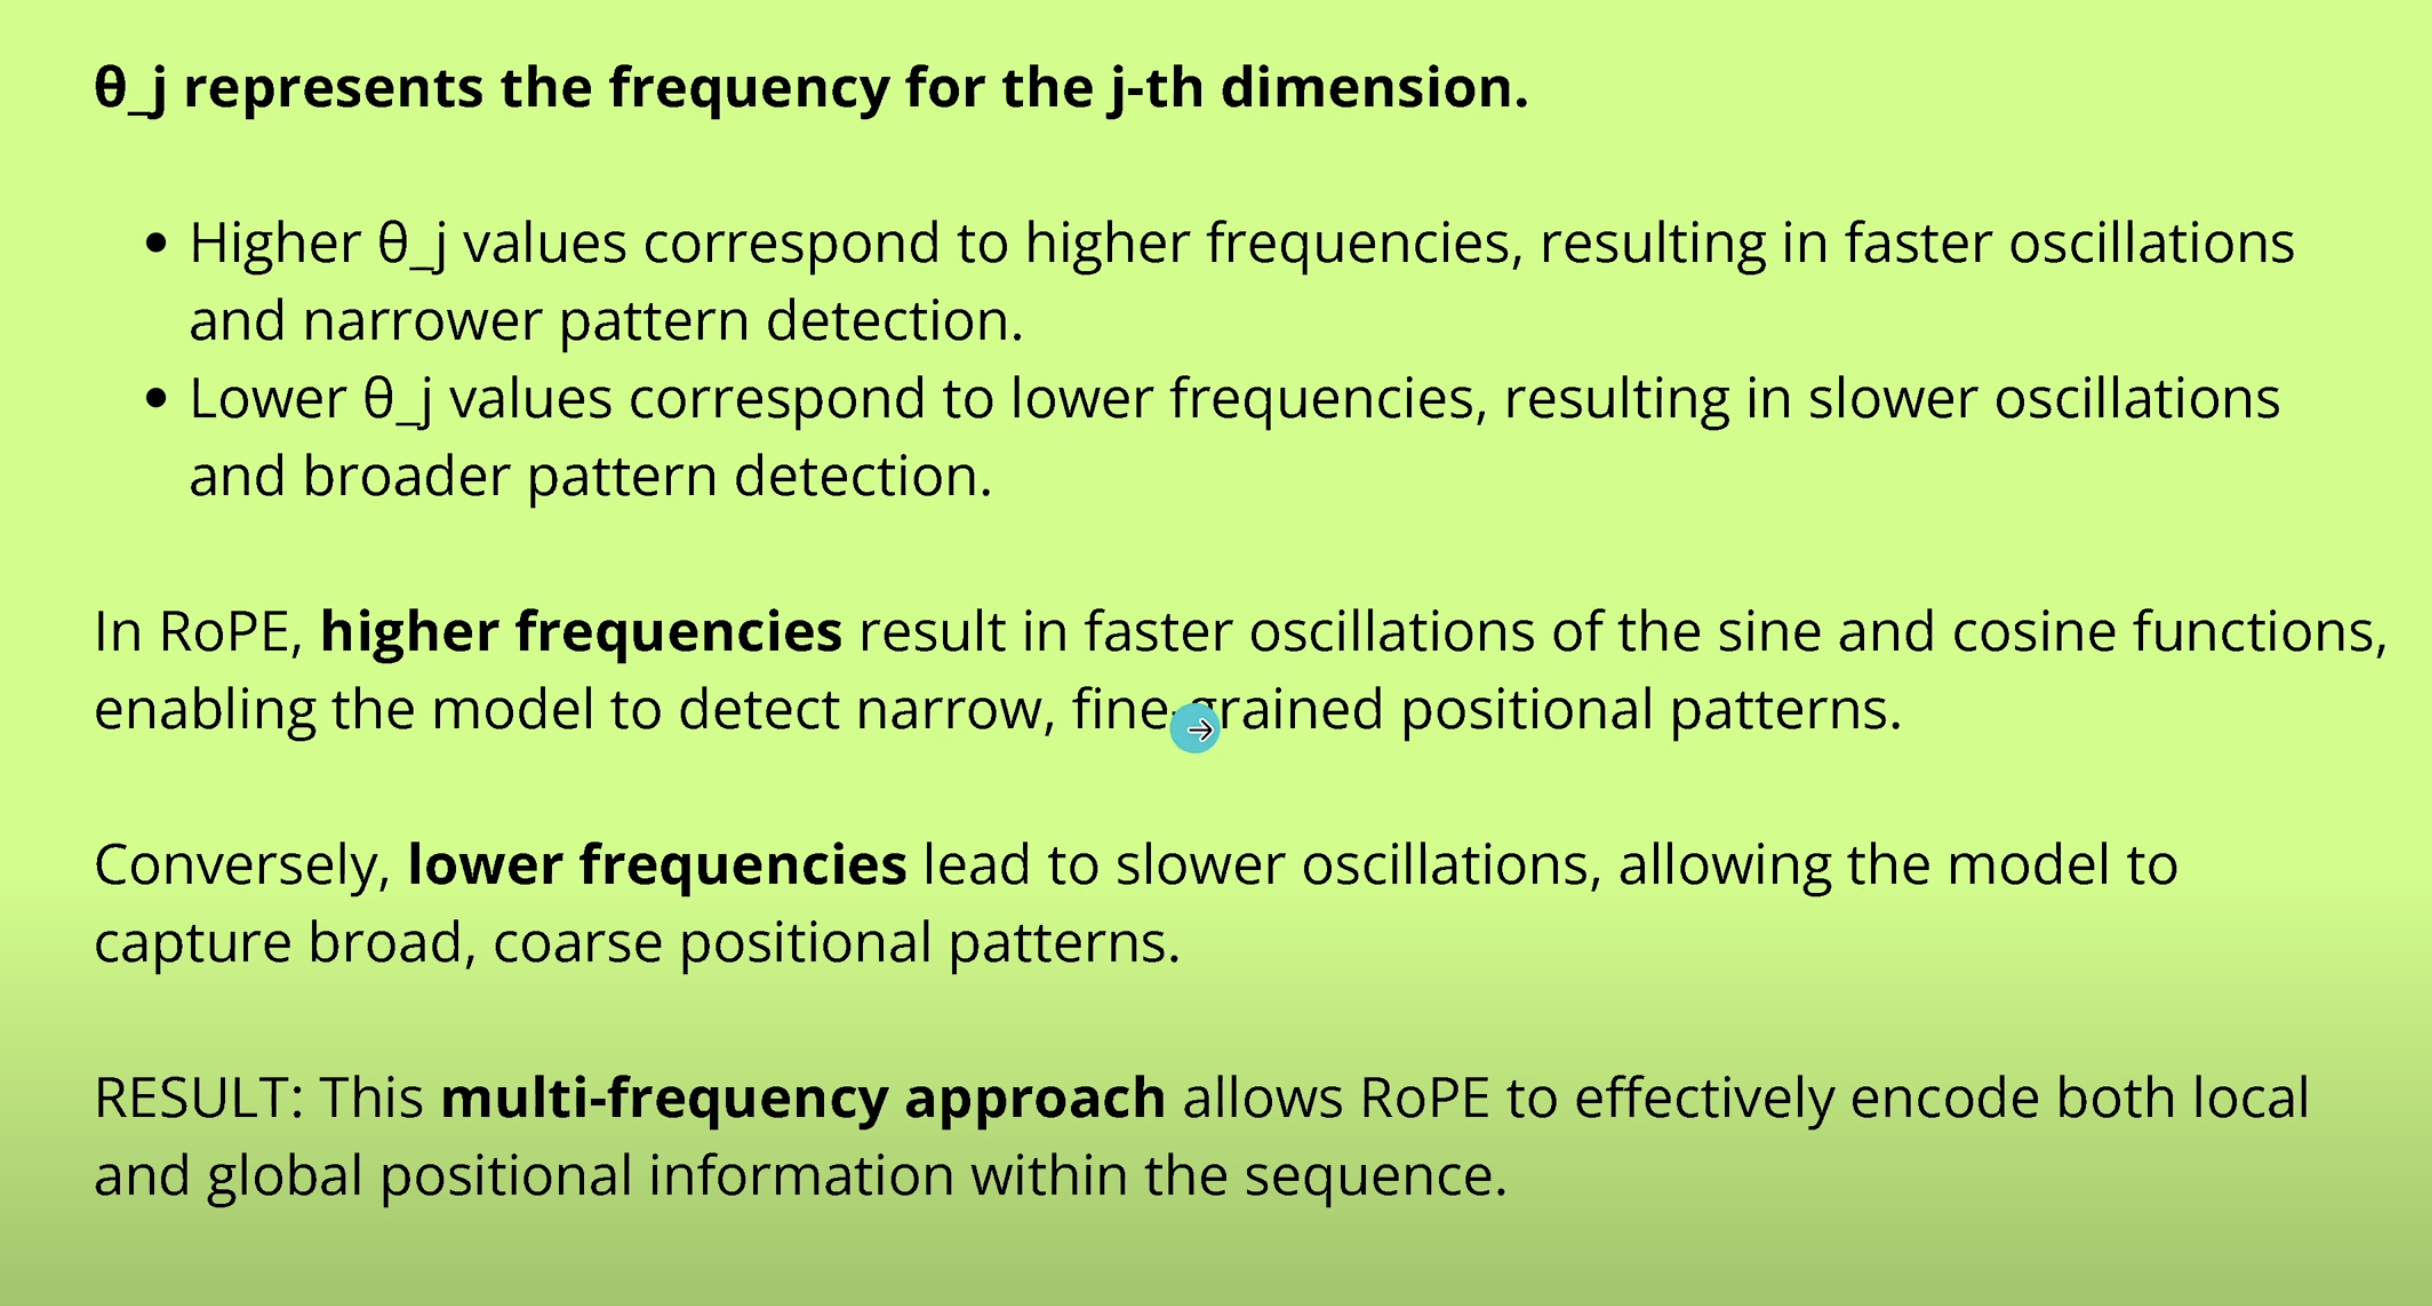 θ_j represents the frequency for the j-th dimension.
• Higher θ_j values correspond to higher frequencies, resulting in faster oscillations
and narrower pattern detection.
• Lower θ_j values correspond to lower frequencies, resulting in slower oscillations
and broader pattern detection.
In RoPE, higher frequencies result in faster oscillations of the sine and cosine functions,
enabling the model to detect narrow, fine-grained positional patterns.
Conversely, lower frequencies lead to slower oscillations, allowing the model to
capture broad, coarse positional patterns.
RESULT: This multi-frequency approach allows RoPE to effectively encode both local
and global positional information within the sequence.